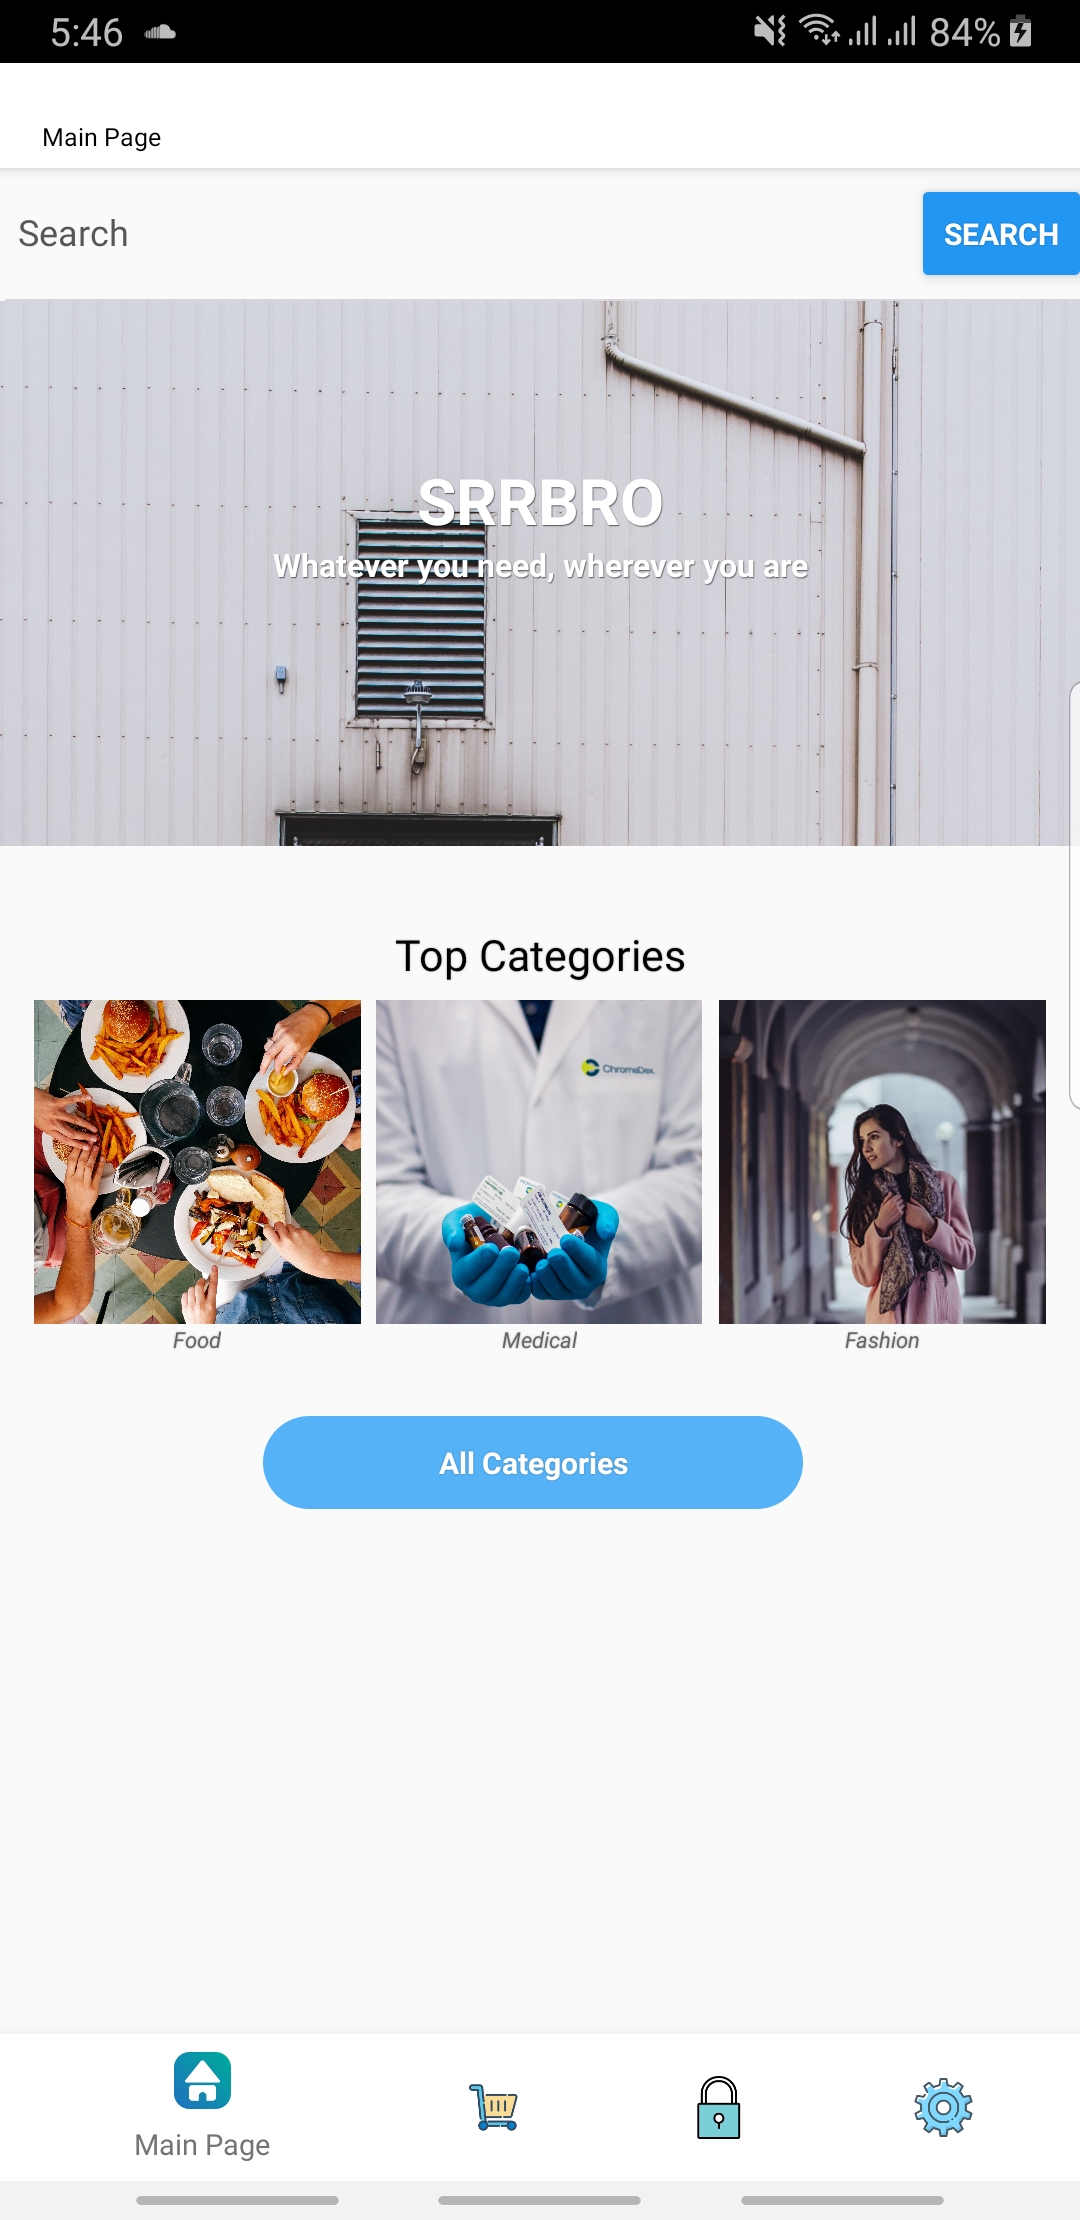 5:46
84%
Main Page
Search
SEARCH
SRRBRO
Whatever you need, wherever you are
Top Categories
ChromaDex
Food
Medical
Fashion
All Categories
Main Page